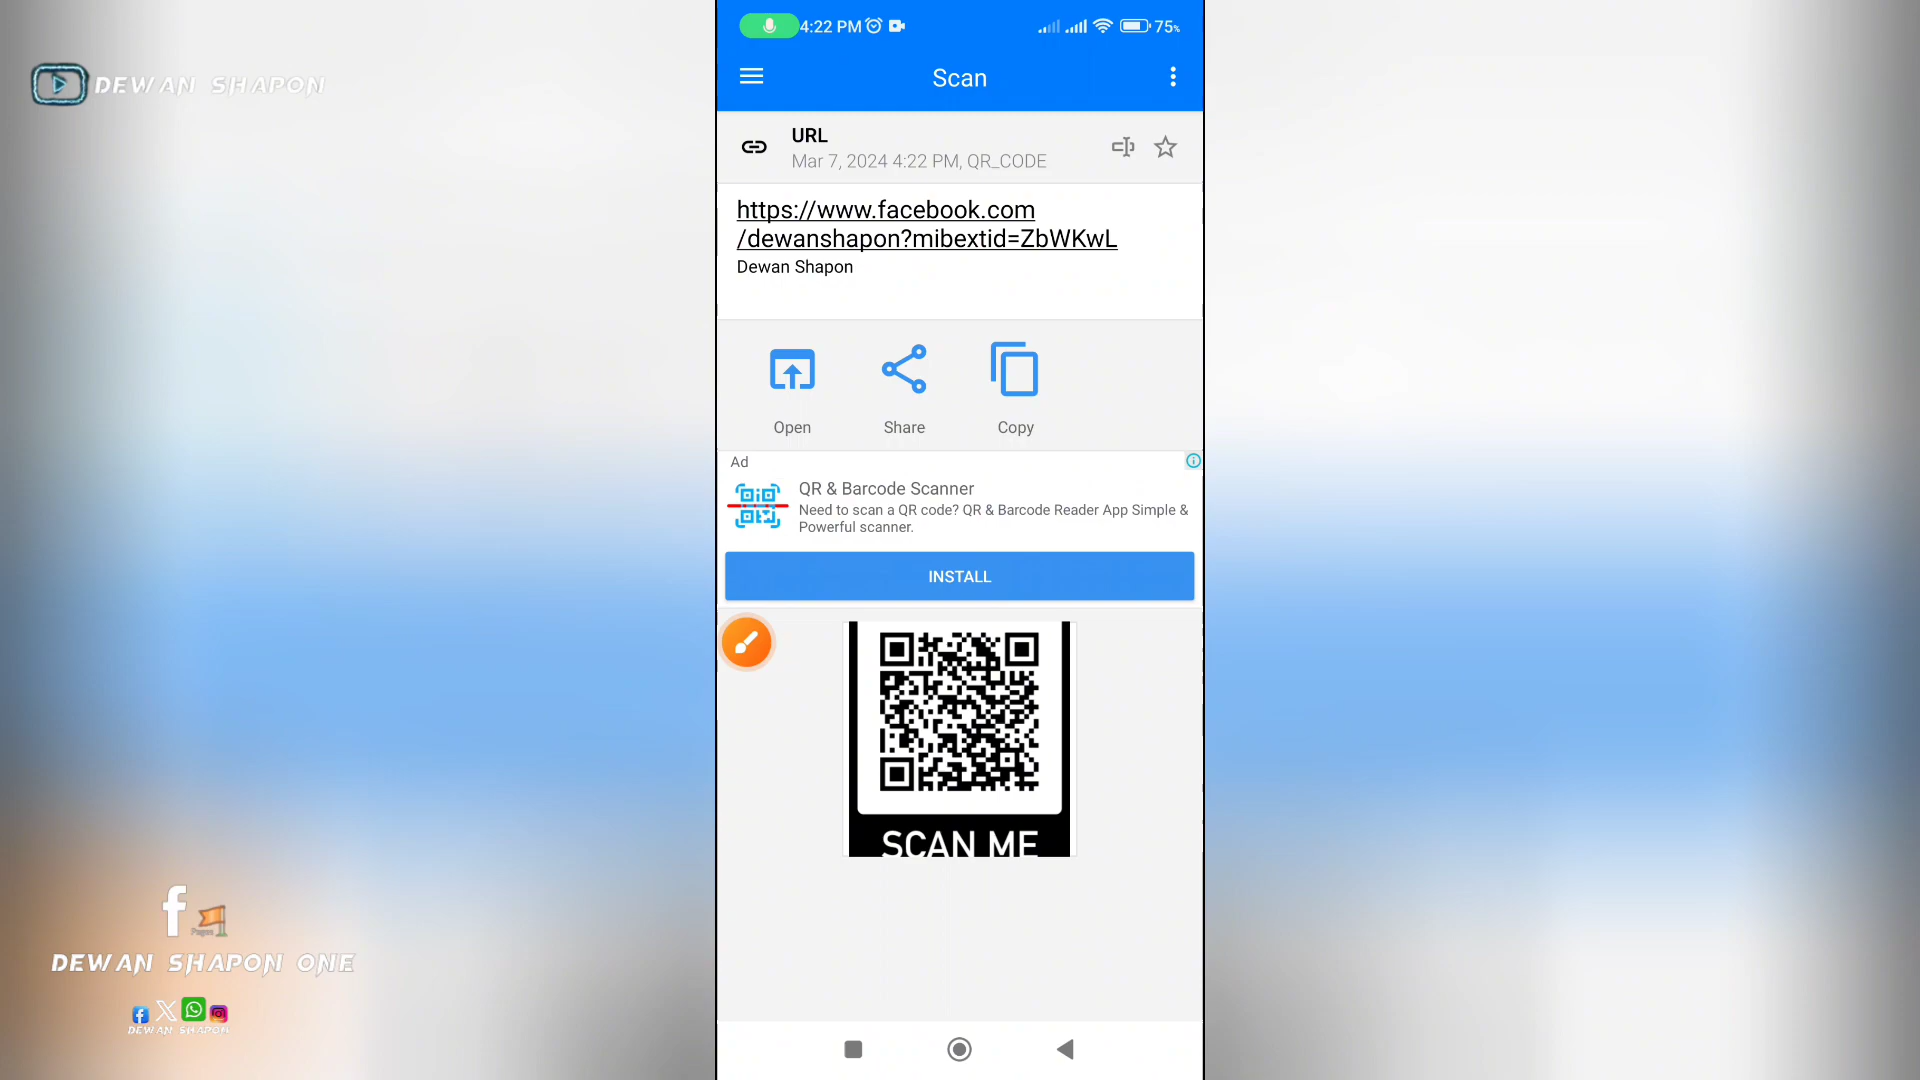 DEWAN SHAPON
4:22 PM
75%
Scan
URL
Mar 7, 2024 4:22 PM, QR_CODE
https://www.facebook.com
/dewanshapon?mibextid=ZbWKwL
Dewan Shapon
Open
Share
Copy
Ad
QR & Barcode Scanner
Need to scan a QR code? QR & Barcode Reader App Simple &
Powerful scanner.
INSTALL
SCAN ME
Pages
DEWAN SHAPON ONE
DEWAN SHAPON